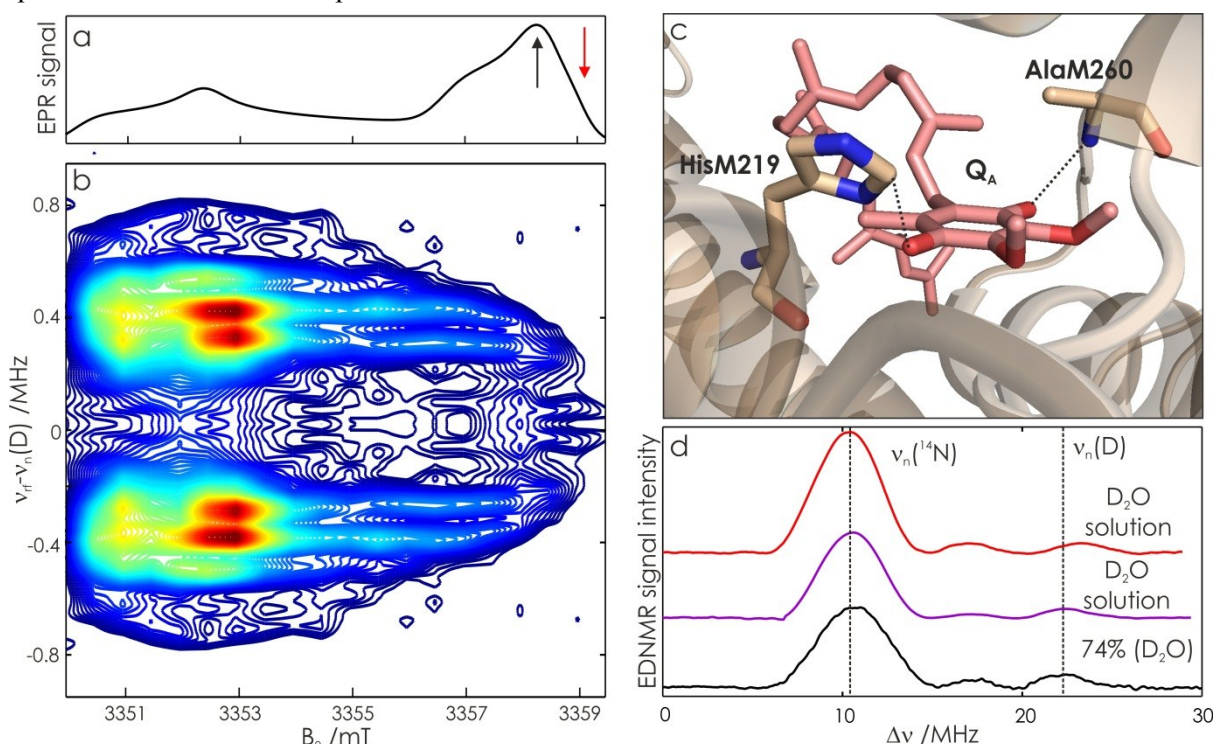 a
EPR signal
b
0.8
0.4
0
-0.4
-0.8
νrf-νn(D) /MHz
3351
3353
3355
3357
3359
/mT
c
AlaM260
HisM219
QA
d
νn(¹⁴N)
νn(D)
D₂O
solution
D₂O
solution
74% (D₂O)
EDNMR signal intensity
0
10
20
30
Δν /MHz